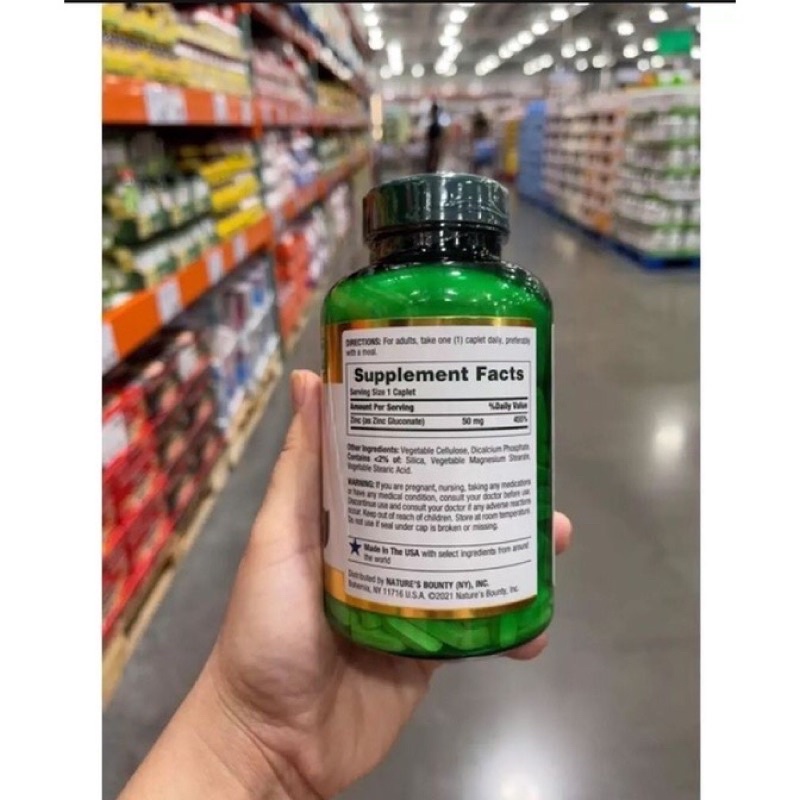 DIRECTIONS: For adults, take one (1) caplet daily, preferably
with a meal.
Supplement Facts
Serving Size 1 Caplet
Amount Per Serving %Daily Value
Zinc (as Zinc Gluconate) 50 mg
Other Ingredients: Vegetable Cellulose, Dicalcium Phosphate.
Contains <2% of: Silica, Vegetable Magnesium Stearate,
Vegetable Stearic Acid.
WARNING: If you are pregnant, nursing, taking any medications
or have any medical condition, consult your doctor before use.
Discontinue use and consult your doctor if any adverse reactions
occur. Keep out of reach of children. Store at room temperature.
Do not use if seal under cap is broken or missing.
Made In The USA with select ingredients from around
the world
Distributed by NATURE'S BOUNTY (NY), INC.
Bohemia, NY 11716 U.S.A. ©2021 Nature's Bounty, Inc.